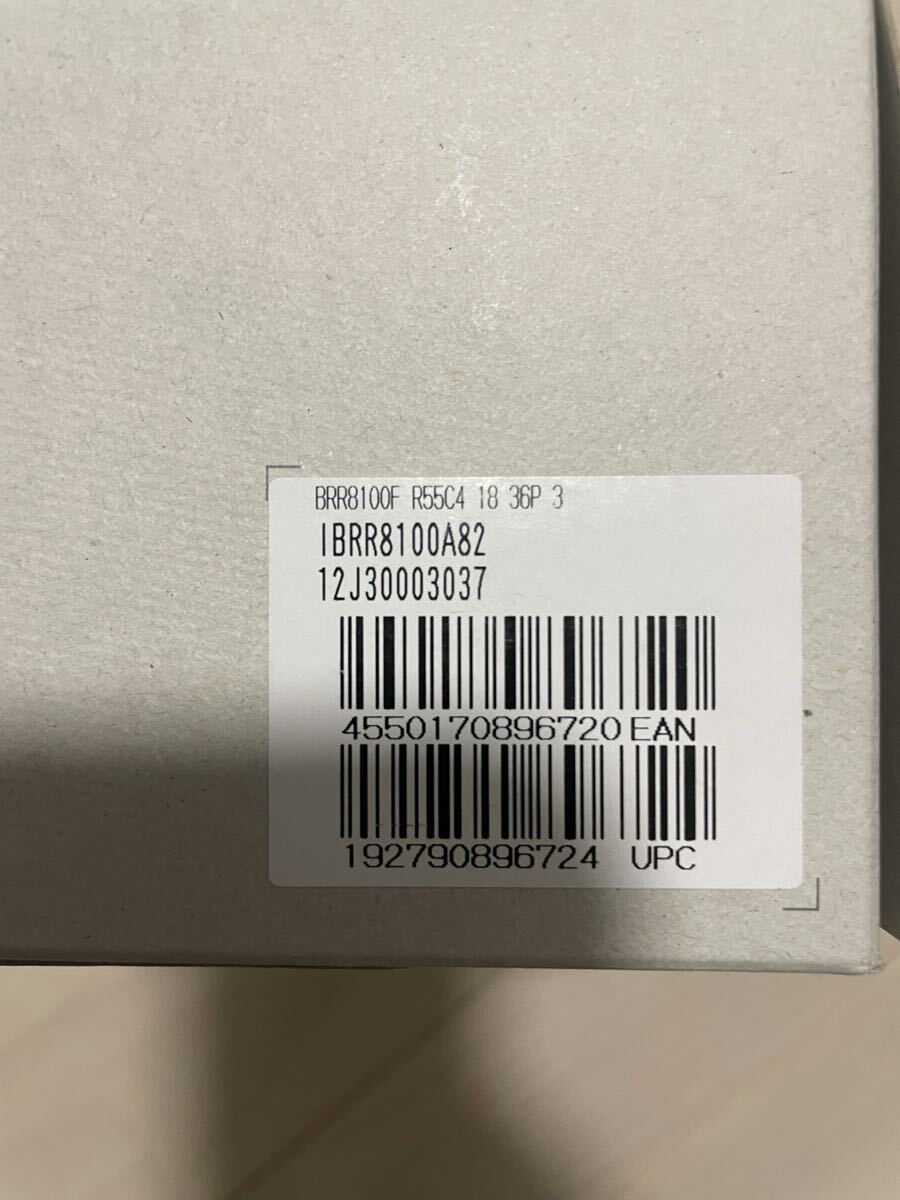 BRR8100F R55C4 18 36P 3
IBRR8100A82
12J30003037
4550170896720 EAN
192790896724 UPC